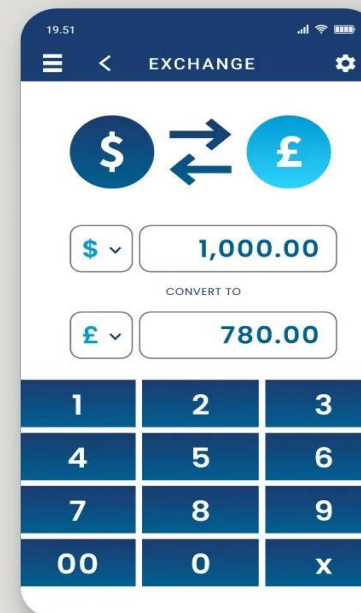 19.51
EXCHANGE
$ £
$ 1,000.00
CONVERT TO
£ 780.00
1 2 3
4 5 6
7 8 9
00 0 x